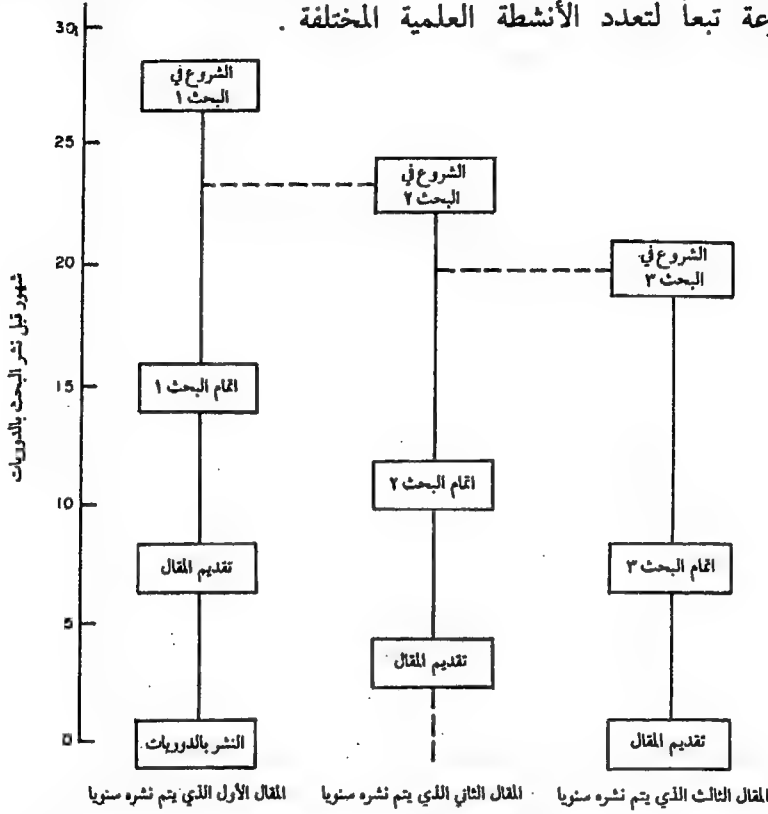 تبعاً لتعدد الأنشطة العلمية المختلفة .
30
25
20
15
10
5
0
شهور قبل نشر البحث بالدوريات
الشروع في
البحث ١
اتمام البحث ١
تقديم المقال
النشر بالدوريات
المقال الأول الذي يتم نشره سنويا
الشروع في
البحث ٢
اتمام البحث ٢
تقديم المقال
المقال الثاني الذي يتم نشره سنويا
الشروع في
البحث ٣
اتمام البحث ٣
تقديم المقال
المقال الثالث الذي يتم نشره سنويا